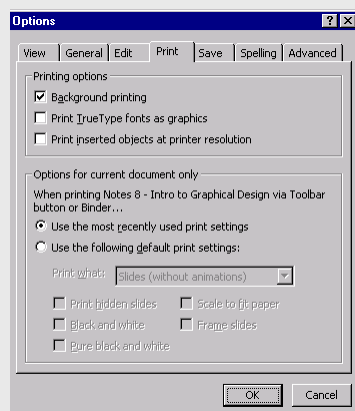 Options
View General Edit Print Save Spelling Advanced
Printing options
Background printing
Print TrueType fonts as graphics
Print inserted objects at printer resolution
Options for current document only
When printing Notes 8 - Intro to Graphical Design via Toolbar
button or Binder...
Use the most recently used print settings
Use the following default print settings:
Print what: Slides (without animations)
Print hidden slides Scale to fit paper
Black and white Frame slides
Pure black and white
OK Cancel